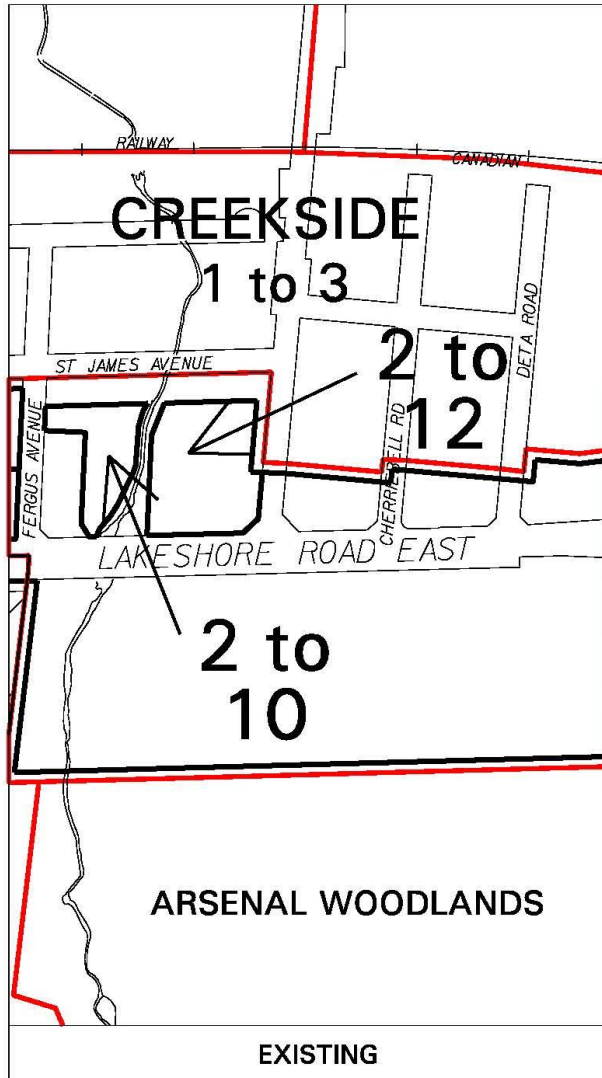 RAILWAY
CANADIAN
CREEKSIDE
1 to 3
DETA ROAD
ST JAMES AVENUE
2 to
12
FERGUS AVENUE
CHERRIEBELL RD
LAKESHORE ROAD EAST
2 to
10
ARSENAL WOODLANDS
EXISTING